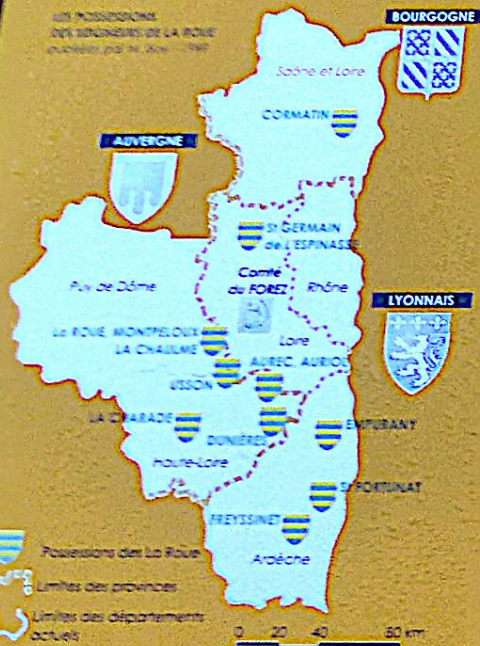 LES POSSESSIONS
DES SEIGNEURS DE LA ROUE
BOURGOGNE
Saône et Loire
CORMATIN
AUVERGNE
St GERMAIN
de L'ESPINASSE
Comté
du FOREZ
Puy de Dôme
Rhône
LYONNAIS
La ROUE, MONTPELOUX
LA CHAULME
Loire
AUREC, AURIOL
USSON
LA CHARADE
DUNIÈRES
EMPURANY
Haute-Loire
St FORTUNAT
FREYSSINET
Ardèche
Possessions des La Roue
Limites des provinces
Limites des départements
actuels
0 20 40 80 km